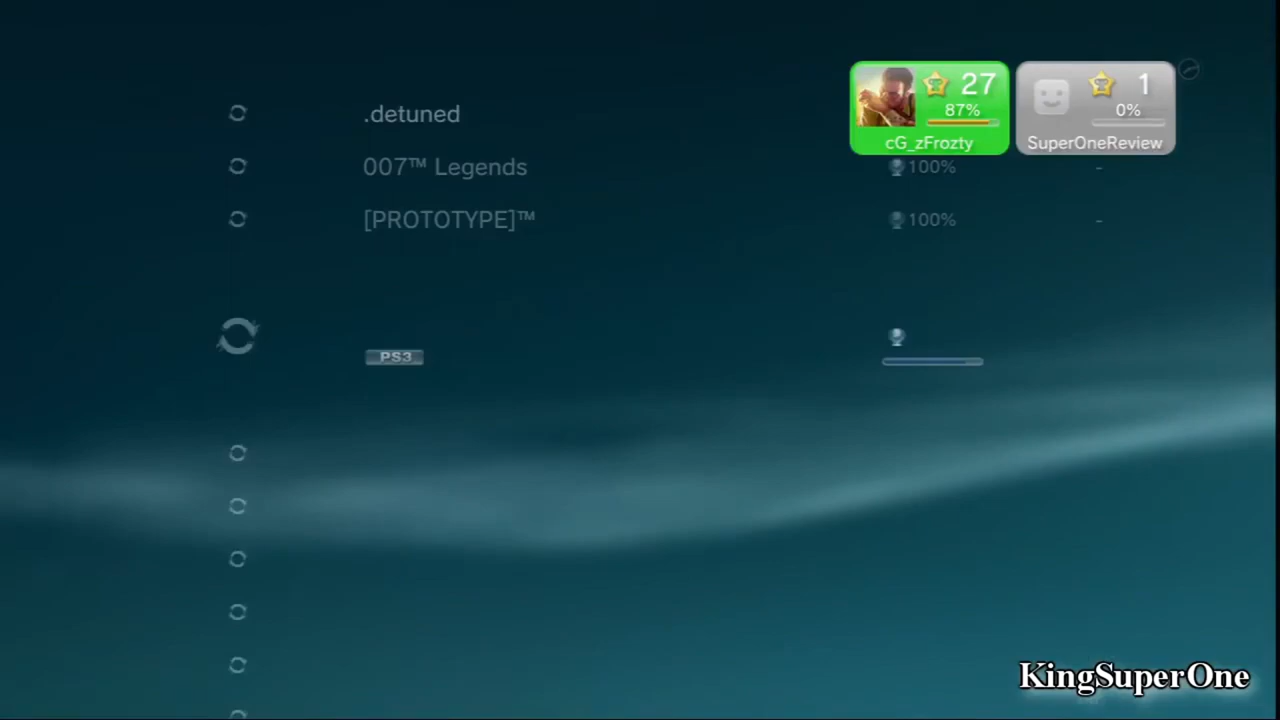 27
1
87%
0%
cG_zFrozty
SuperOneReview
.detuned
007™ Legends
100%
-
[PROTOTYPE]™
100%
-
PS3
KingSuperOne